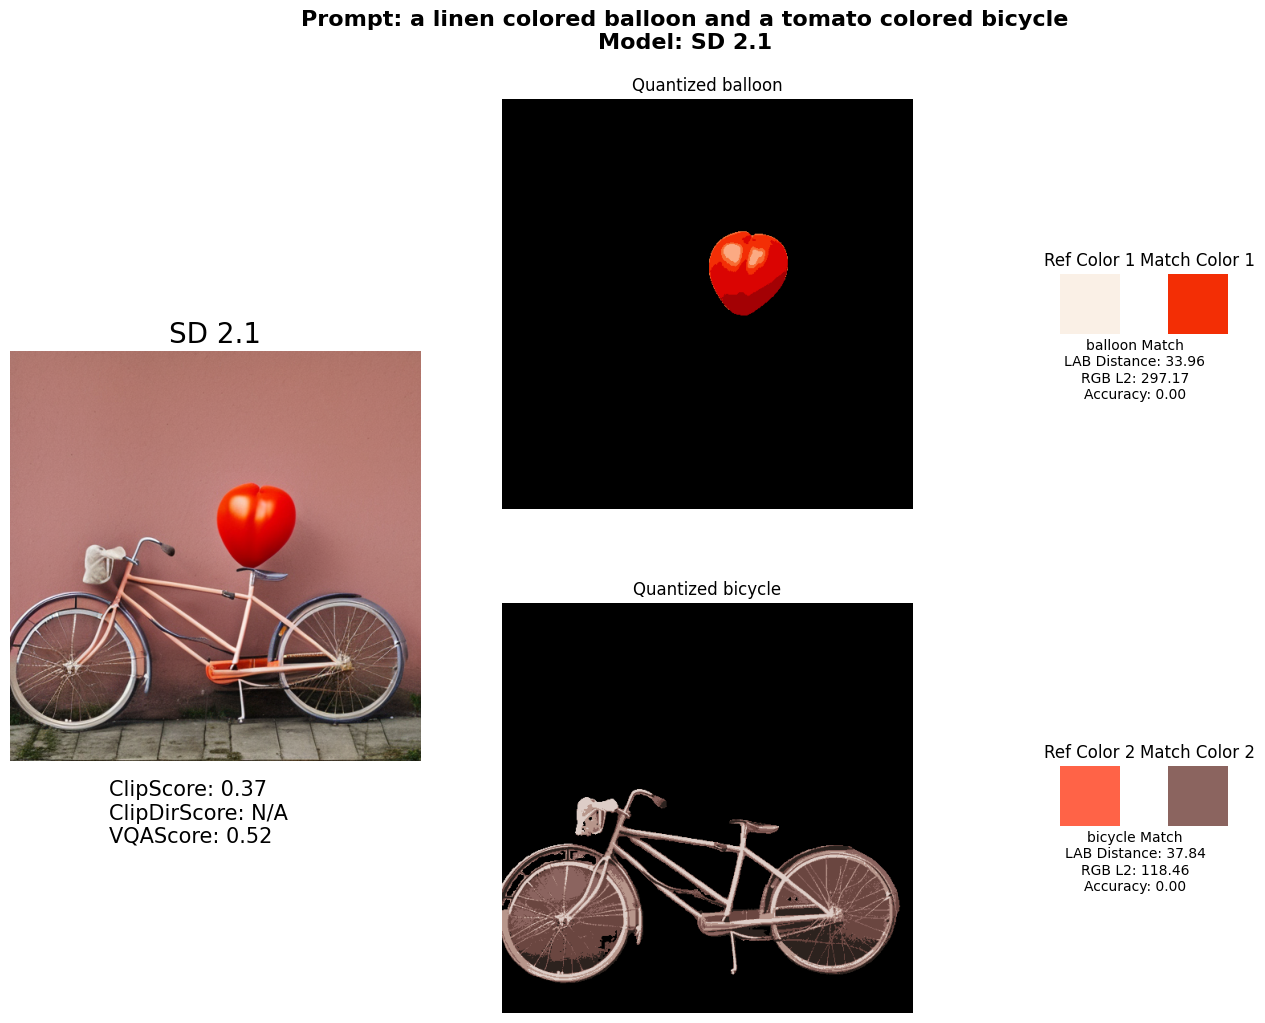 Prompt: a linen colored balloon and a tomato colored bicycle
Model: SD 2.1
Quantized balloon
Ref Color 1 Match Color 1
balloon Match
LAB Distance: 33.96
RGB L2: 297.17
Accuracy: 0.00
SD 2.1
ClipScore: 0.37
ClipDirScore: N/A
VQAScore: 0.52
Quantized bicycle
Ref Color 2 Match Color 2
bicycle Match
LAB Distance: 37.84
RGB L2: 118.46
Accuracy: 0.00